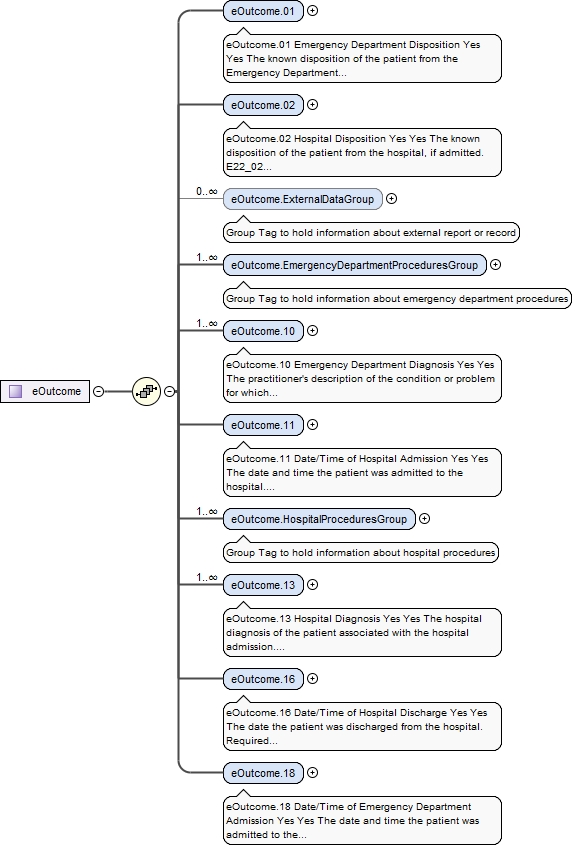 eOutcome.01
eOutcome.01 Emergency Department Disposition Yes
Yes The known disposition of the patient from the
Emergency Department...
eOutcome.02
eOutcome.02 Hospital Disposition Yes Yes The known
disposition of the patient from the hospital, if admitted.
E22_02...
0..∞
eOutcome.ExternalDataGroup
Group Tag to hold information about external report or record
1..∞
eOutcome.EmergencyDepartmentProceduresGroup
Group Tag to hold information about emergency department procedures
1..∞
eOutcome.10
eOutcome.10 Emergency Department Diagnosis Yes Yes
The practitioner's description of the condition or problem
for which...
eOutcome
eOutcome.11
eOutcome.11 Date/Time of Hospital Admission Yes Yes
The date and time the patient was admitted to the
hospital....
1..∞
eOutcome.HospitalProceduresGroup
Group Tag to hold information about hospital procedures
1..∞
eOutcome.13
eOutcome.13 Hospital Diagnosis Yes Yes The hospital
diagnosis of the patient associated with the hospital
admission....
eOutcome.16
eOutcome.16 Date/Time of Hospital Discharge Yes Yes
The date the patient was discharged from the hospital.
Required...
eOutcome.18
eOutcome.18 Date/Time of Emergency Department
Admission Yes Yes The date and time the patient was
admitted to the...